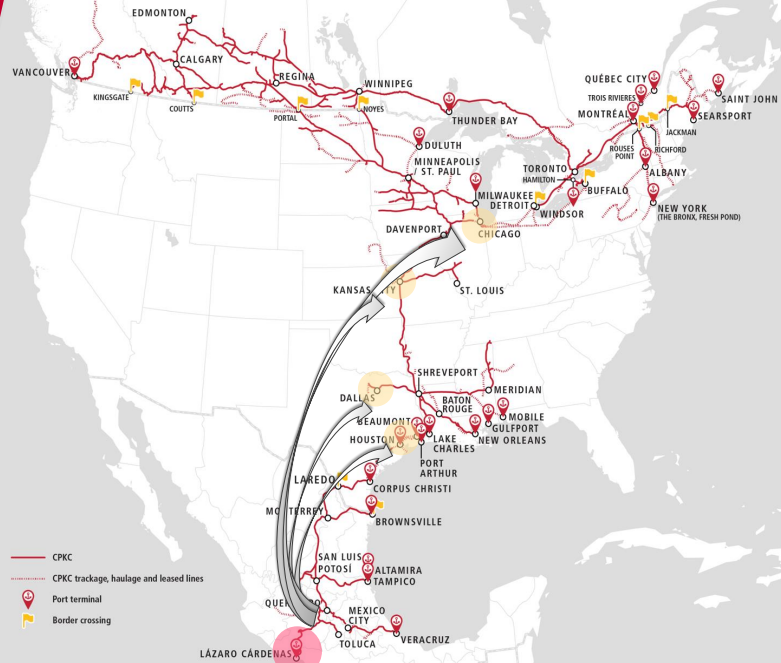 EDMONTON
VANCOUVER
CALGARY
REGINA
WINNIPEG
KINGSGATE
COUTTS
PORTAL
NOYES
THUNDER BAY
DULUTH
MINNEAPOLIS
/ ST. PAUL
QUÉBEC CITY
TROIS RIVIERES
MONTRÉAL
SAINT JOHN
SEARSPORT
JACKMAN
ROUSES
POINT
RICHFORD
TORONTO
HAMILTON
ALBANY
BUFFALO
MILWAUKEE
DETROIT
WINDSOR
NEW YORK
(THE BRONX, FRESH POND)
DAVENPORT
CHICAGO
KANSAS CITY
ST. LOUIS
SHREVEPORT
DALLAS
MERIDIAN
BATON
ROUGE
MOBILE
GULFPORT
BEAUMONT
HOUSTON
LAKE
CHARLES
NEW ORLEANS
PORT
ARTHUR
LAREDO
CORPUS CHRISTI
MONTERREY
BROWNSVILLE
SAN LUIS
POTOSÍ
ALTAMIRA
TAMPICO
MEXICO
CITY
TOLUCA
VERACRUZ
LÁZARO CÁRDENAS
CPKC
CPKC trackage, haulage and leased lines
Port terminal
Border crossing